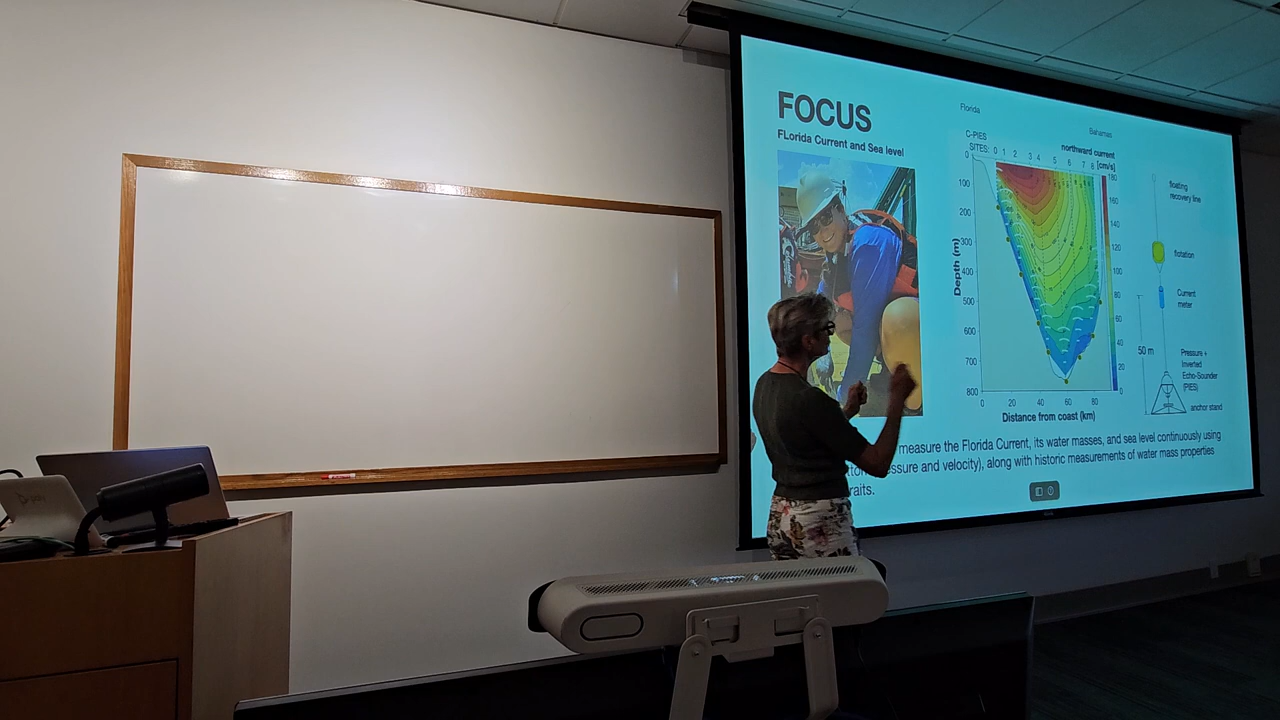 FOCUS
FLorida Current and Sea level
Florida
Bahamas
C-PIES
SITES: 0 1 2 3 4 5 6 7 8
northward current
[cm/s]
0
100
200
300
400
500
600
700
800
Depth (m)
0 20 40 60 80
Distance from coast (km)
180
160
140
120
100
80
60
40
20
0
floating
recovery line
flotation
Current
meter
50 m
Pressure +
Inverted
Echo-Sounder
(PIES)
anchor stand
measure the Florida Current, its water masses, and sea level continuously using
ssure and velocity), along with historic measurements of water mass properties
raits.
poly